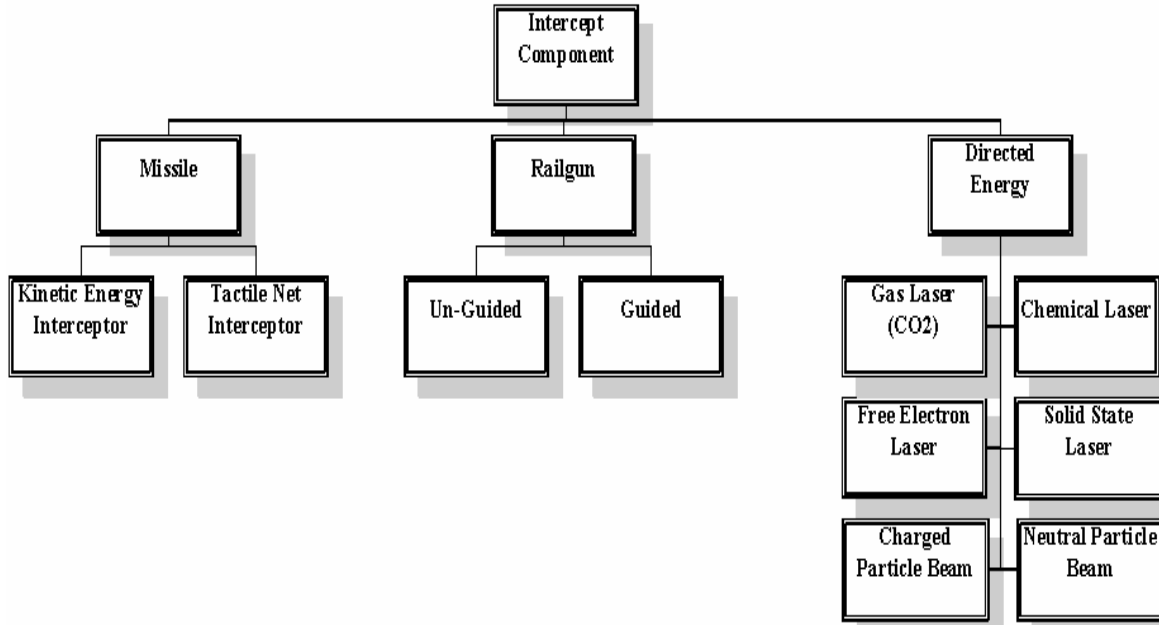 Intercept
Component
Missile
Railgun
Directed
Energy
Kinetic Energy
Interceptor
Tactile Net
Interceptor
Un-Guided
Guided
Gas Laser
(CO2)
Chemical Laser
Free Electron
Laser
Solid State
Laser
Charged
Particle Beam
Neutral Particle
Beam